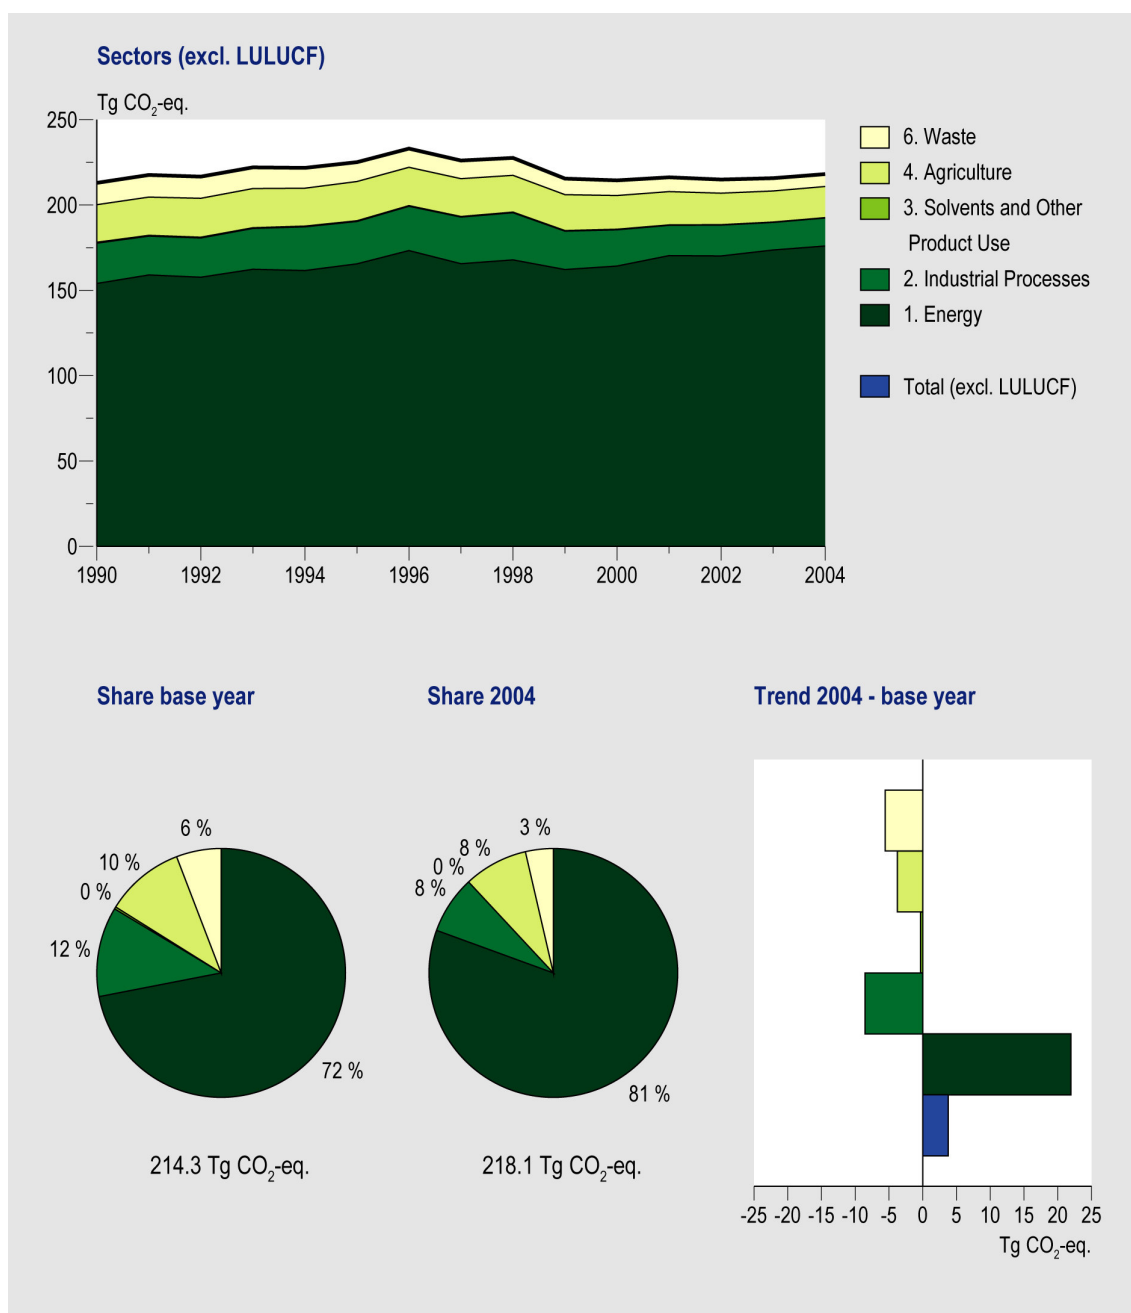 Sectors (excl. LULUCF)
Tg CO₂-eq.
250
200
150
100
50
0
1990 1992 1994 1996 1998 2000 2002 2004
6. Waste
4. Agriculture
3. Solvents and Other
Product Use
2. Industrial Processes
1. Energy
Total (excl. LULUCF)
Share base year
6 %
10 %
0 %
12 %
72 %
214.3 Tg CO₂-eq.
Share 2004
3 %
8 %
0 %
8 %
81 %
218.1 Tg CO₂-eq.
Trend 2004 - base year
-25 -20 -15 -10 -5 0 5 10 15 20 25
Tg CO₂-eq.